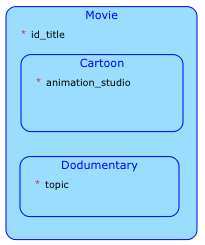 Movie
* id_title
Cartoon
* animation_studio
Dodumentary
* topic